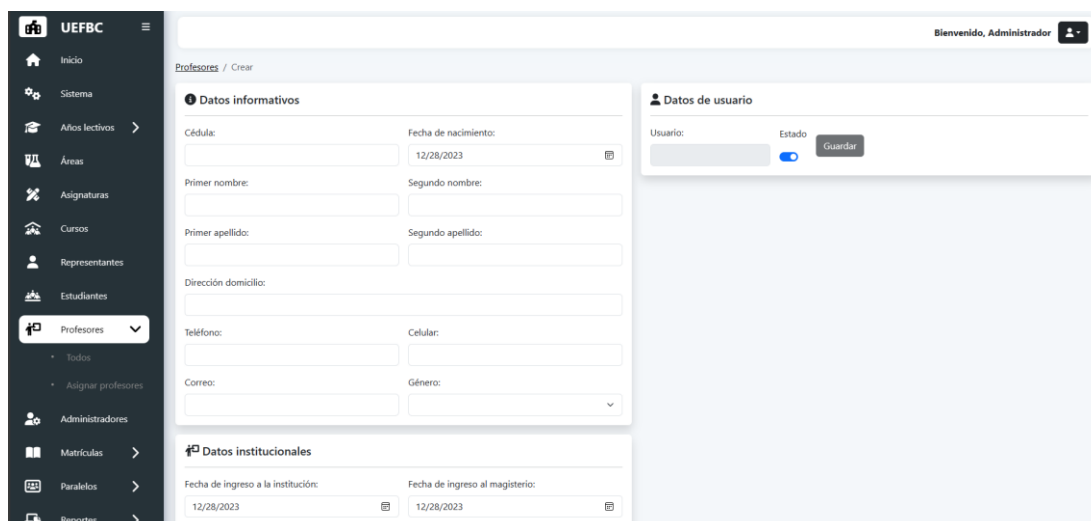 UEFBC
Bienvenido, Administrador
Inicio
Sistema
Años lectivos
Áreas
Asignaturas
Cursos
Representantes
Estudiantes
Profesores
• Todos
• Asignar profesores
Administradores
Matrículas
Paralelos
Reportes
Profesores / Crear
Datos informativos
Cédula: Fecha de nacimiento:
12/28/2023
Primer nombre: Segundo nombre:
Primer apellido: Segundo apellido:
Dirección domicilio:
Teléfono: Celular:
Correo: Género:
Datos institucionales
Fecha de ingreso a la institución: Fecha de ingreso al magisterio:
12/28/2023 12/28/2023
Datos de usuario
Usuario: Estado
Guardar